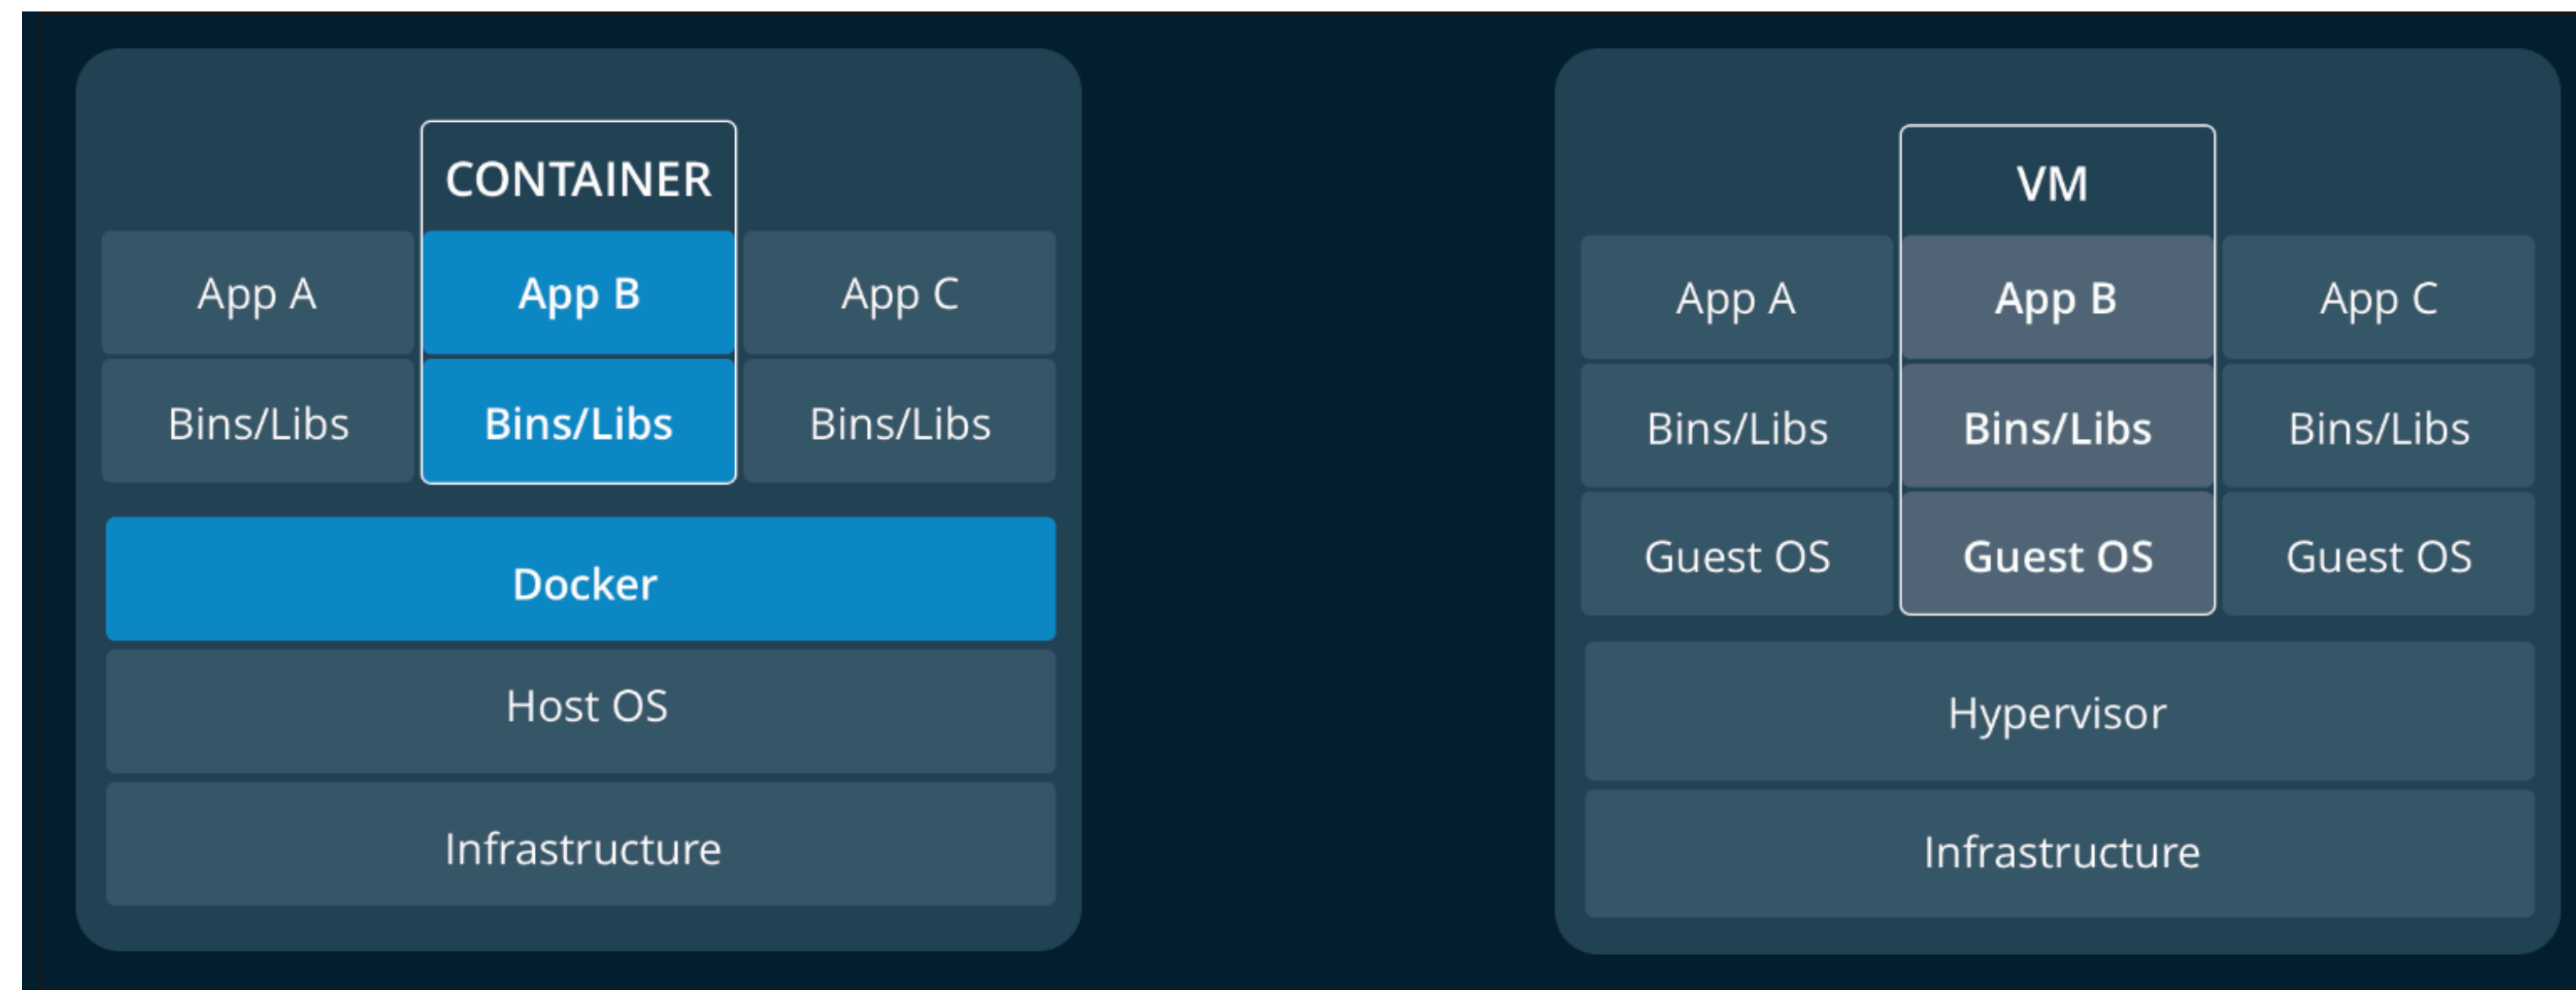 CONTAINER
App A
App B
App C
Bins/Libs
Bins/Libs
Bins/Libs
Docker
Host OS
Infrastructure
VM
App A
App B
App C
Bins/Libs
Bins/Libs
Bins/Libs
Guest OS
Guest OS
Guest OS
Hypervisor
Infrastructure